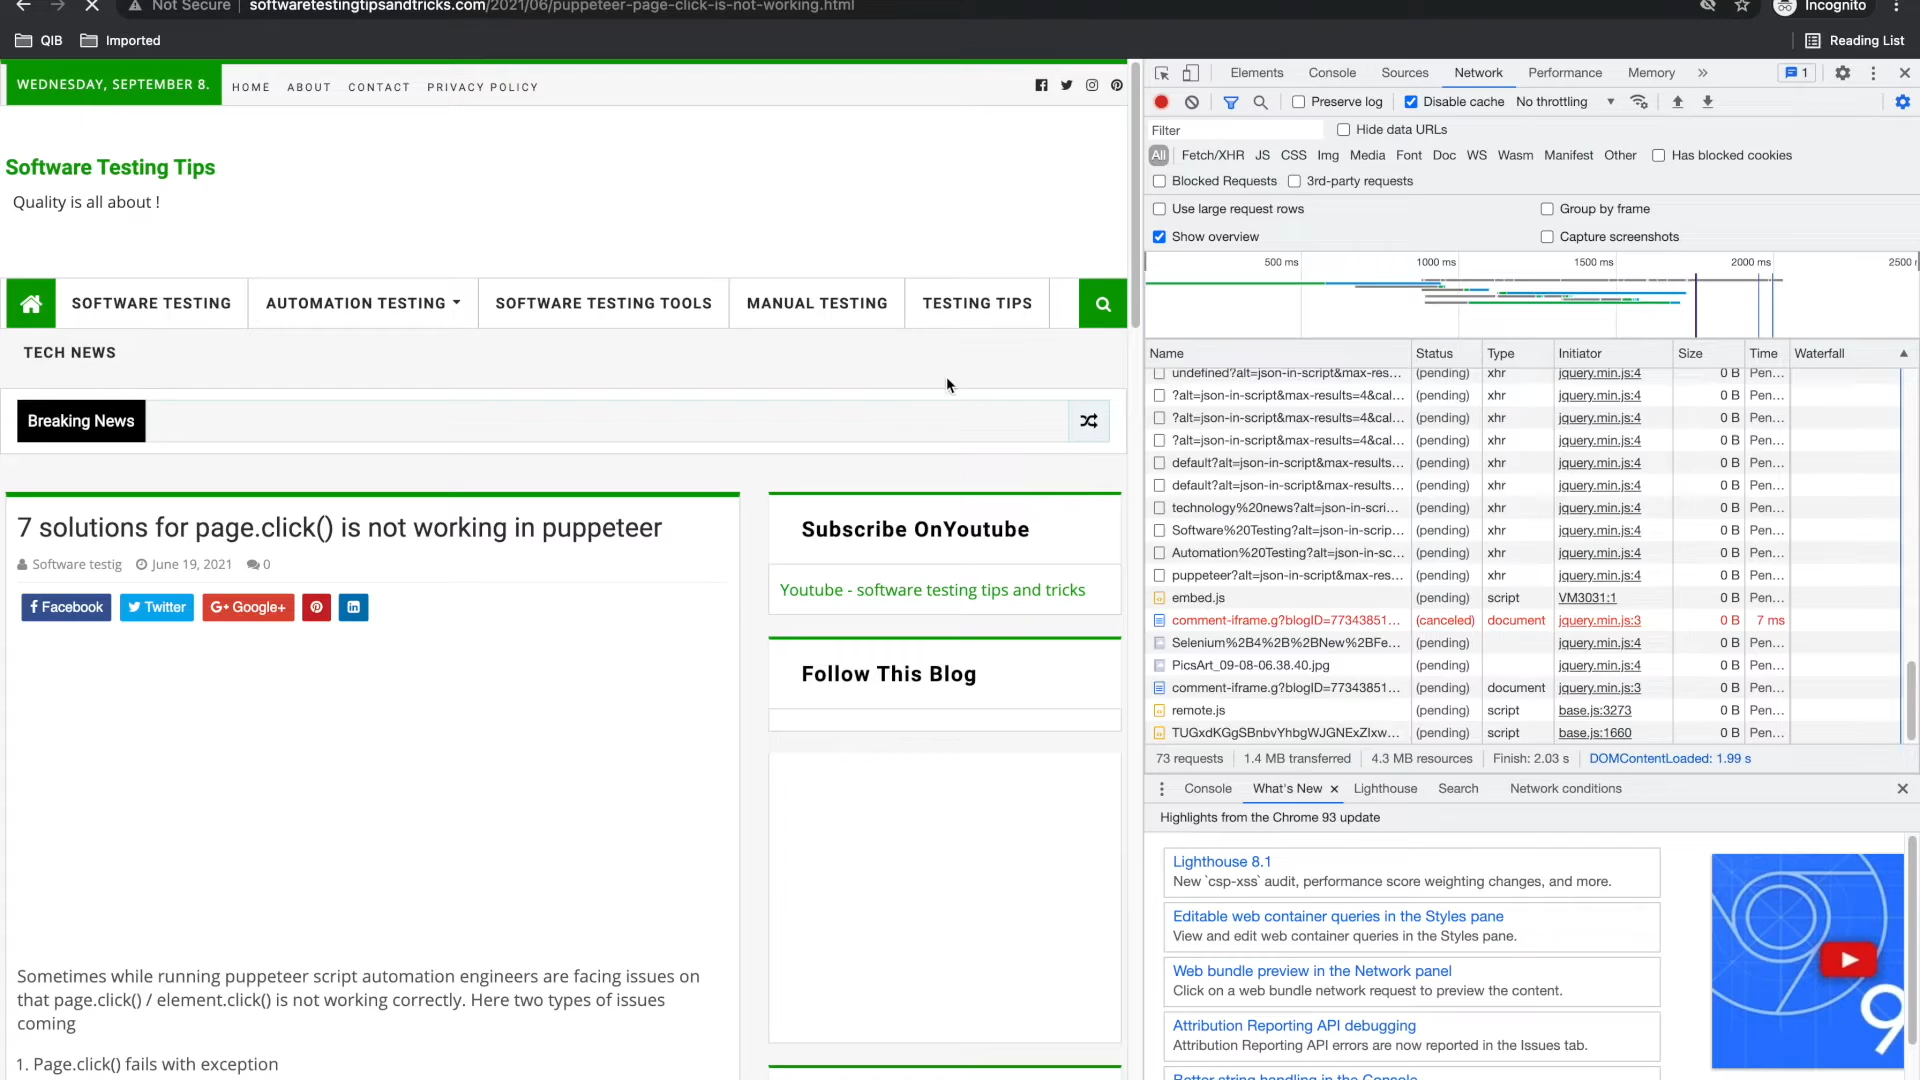 Not Secure softwaretestingtipsandtricks.com/2021/06/puppeteer-page-click-is-not-working.html Incognito
QIB Imported Reading List
WEDNESDAY, SEPTEMBER 8. HOME ABOUT CONTACT PRIVACY POLICY
Software Testing Tips
Quality is all about !
SOFTWARE TESTING AUTOMATION TESTING SOFTWARE TESTING TOOLS MANUAL TESTING TESTING TIPS
TECH NEWS
Breaking News
7 solutions for page.click() is not working in puppeteer
Software testig June 19, 2021 0
Facebook Twitter G+ Google+
Sometimes while running puppeteer script automation engineers are facing issues on
that page.click() / element.click() is not working correctly. Here two types of issues
coming
1. Page.click() fails with exception
Subscribe OnYoutube
Youtube - software testing tips and tricks
Follow This Blog
Elements Console Sources Network Performance Memory » 1
Preserve log Disable cache No throttling
Filter Hide data URLs
All Fetch/XHR JS CSS Img Media Font Doc WS Wasm Manifest Other Has blocked cookies
Blocked Requests 3rd-party requests
Use large request rows Group by frame
Show overview Capture screenshots
500 ms 1000 ms 1500 ms 2000 ms 2500
Name Status Type Initiator Size Time Waterfall
undefined?alt=json-in-script&max-res... (pending) xhr jquery.min.js:4 0 B Pen...
?alt=json-in-script&max-results=4&cal... (pending) xhr jquery.min.js:4 0 B Pen...
?alt=json-in-script&max-results=4&cal... (pending) xhr jquery.min.js:4 0 B Pen...
?alt=json-in-script&max-results=4&cal... (pending) xhr jquery.min.js:4 0 B Pen...
default?alt=json-in-script&max-results... (pending) xhr jquery.min.js:4 0 B Pen...
default?alt=json-in-script&max-results... (pending) xhr jquery.min.js:4 0 B Pen...
technology%20news?alt=json-in-scri... (pending) xhr jquery.min.js:4 0 B Pen...
Software%20Testing?alt=json-in-scrip... (pending) xhr jquery.min.js:4 0 B Pen...
Automation%20Testing?alt=json-in-sc... (pending) xhr jquery.min.js:4 0 B Pen...
puppeteer?alt=json-in-script&max-res... (pending) xhr jquery.min.js:4 0 B Pen...
embed.js (pending) script VM3031:1 0 B Pen...
comment-iframe.g?blogID=77343851... (canceled) document jquery.min.js:3 0 B 7 ms
Selenium%2B4%2B%2BNew%2BFe... (pending) jquery.min.js:4 0 B Pen...
PicsArt_09-08-06.38.40.jpg (pending) jquery.min.js:4 0 B Pen...
comment-iframe.g?blogID=77343851... (pending) document jquery.min.js:3 0 B Pen...
remote.js (pending) script base.js:3273 0 B Pen...
TUGxdKGgSBnbvYhbgWJGNExZlxw... (pending) script base.js:1660 0 B Pen...
73 requests 1.4 MB transferred 4.3 MB resources Finish: 2.03 s DOMContentLoaded: 1.99 s
Console What's New Lighthouse Search Network conditions
Highlights from the Chrome 93 update
Lighthouse 8.1
New `csp-xss` audit, performance score weighting changes, and more.
Editable web container queries in the Styles pane
View and edit web container queries in the Styles pane.
Web bundle preview in the Network panel
Click on a web bundle network request to preview the content.
Attribution Reporting API debugging
Attribution Reporting API errors are now reported in the Issues tab.
Better string handling in the Console
9